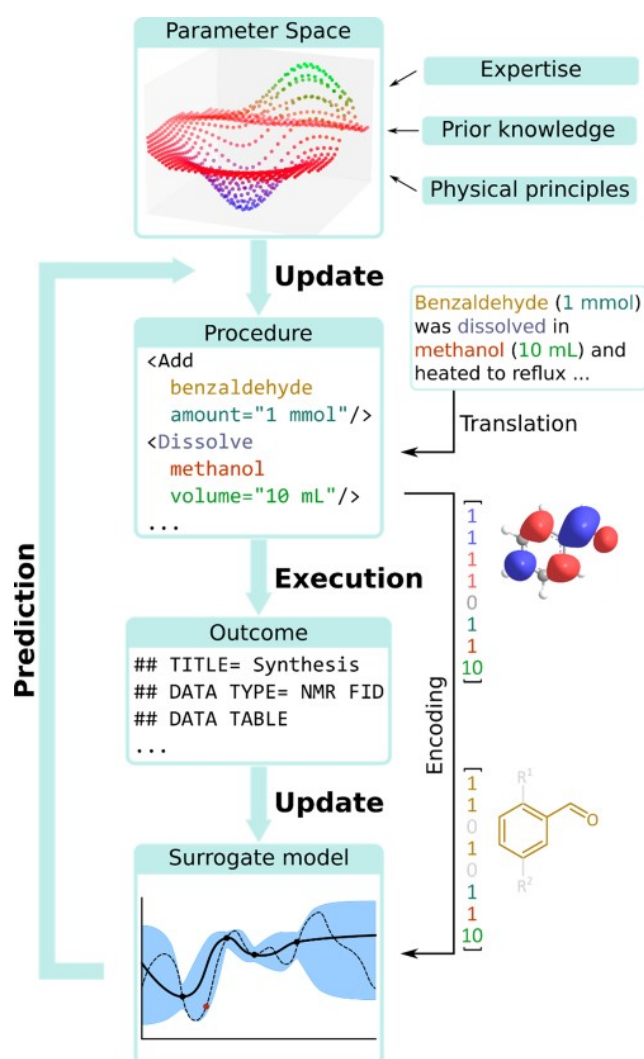 Parameter Space
Expertise
Prior knowledge
Physical principles
Update
Procedure
<Add
benzaldehyde
amount="1 mmol"/>
<Dissolve
methanol
volume="10 mL"/>
...
Benzaldehyde (1 mmol)
was dissolved in
methanol (10 mL) and
heated to reflux ...
Translation
Execution
Outcome
## TITLE= Synthesis
## DATA TYPE= NMR FID
## DATA TABLE
...
Update
Surrogate model
Prediction
Encoding
1
1
1
1
0
1
1
10
1
1
0
1
0
1
1
10
R¹
O
R²